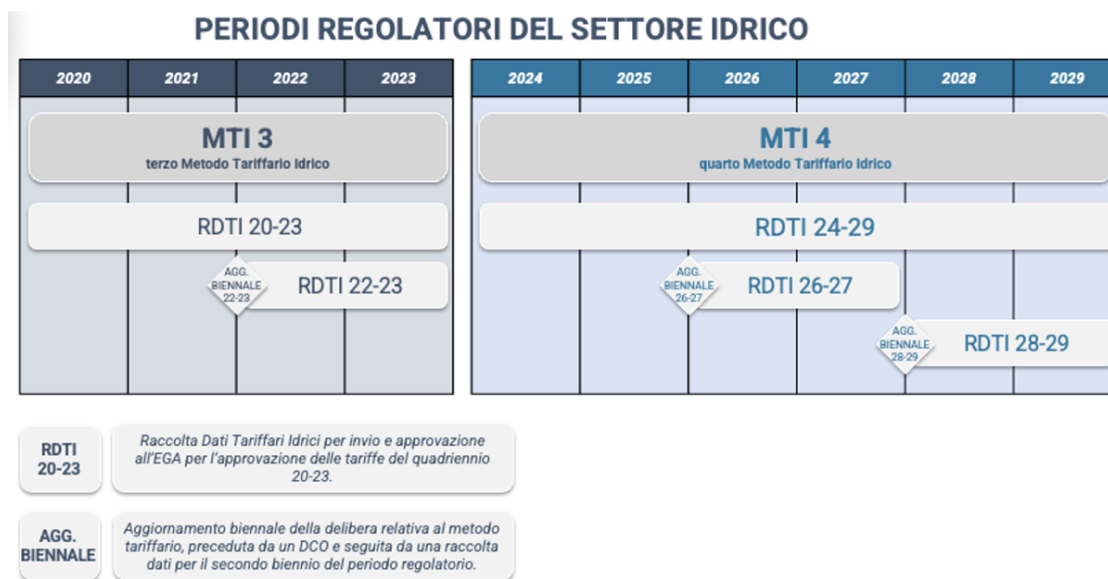 PERIODI REGOLATORI DEL SETTORE IDRICO
2020 2021 2022 2023 2024 2025 2026 2027 2028 2029
MTI 3
terzo Metodo Tariffario Idrico
MTI 4
quarto Metodo Tariffario Idrico
RDTI 20-23
RDTI 24-29
AGG.
BIENNALE
22-23
RDTI 22-23
AGG.
BIENNALE
26-27
RDTI 26-27
AGG.
BIENNALE
28-29
RDTI 28-29
RDTI
20-23
Raccolta Dati Tariffari Idrici per invio e approvazione
all'EGA per l'approvazione delle tariffe del quadriennio
20-23.
AGG.
BIENNALE
Aggiornamento biennale della delibera relativa al metodo
tariffario, preceduta da un DCO e seguita da una raccolta
dati per il secondo biennio del periodo regolatorio.